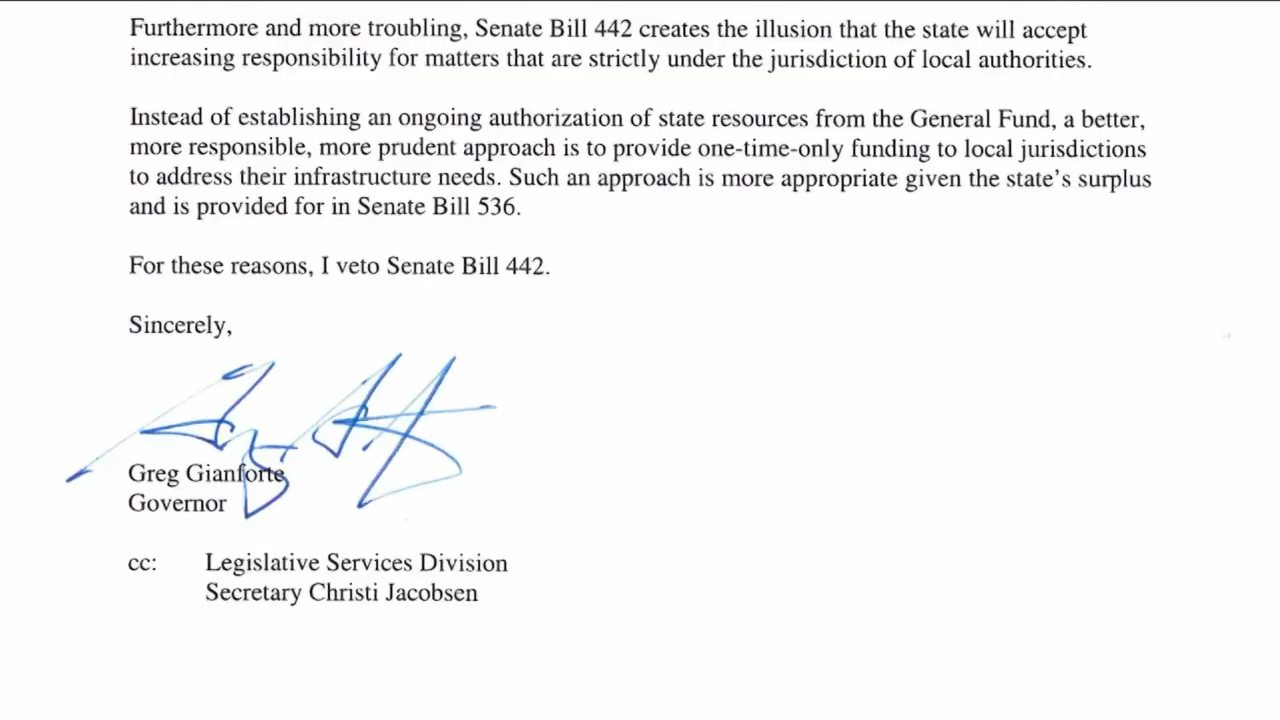 Furthermore and more troubling, Senate Bill 442 creates the illusion that the state will accept
increasing responsibility for matters that are strictly under the jurisdiction of local authorities.
Instead of establishing an ongoing authorization of state resources from the General Fund, a better,
more responsible, more prudent approach is to provide one-time-only funding to local jurisdictions
to address their infrastructure needs. Such an approach is more appropriate given the state's surplus
and is provided for in Senate Bill 536.
For these reasons, I veto Senate Bill 442.
Sincerely,
Greg Gianforte
Governor
cc: Legislative Services Division
Secretary Christi Jacobsen